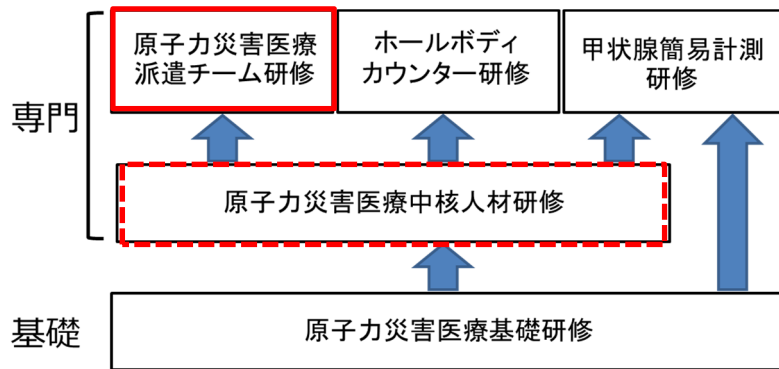 原子力災害医療
派遣チーム研修
ホールボディ
カウンター研修
甲状腺簡易計測
研修
専門
原子力災害医療中核人材研修
基礎
原子力災害医療基礎研修